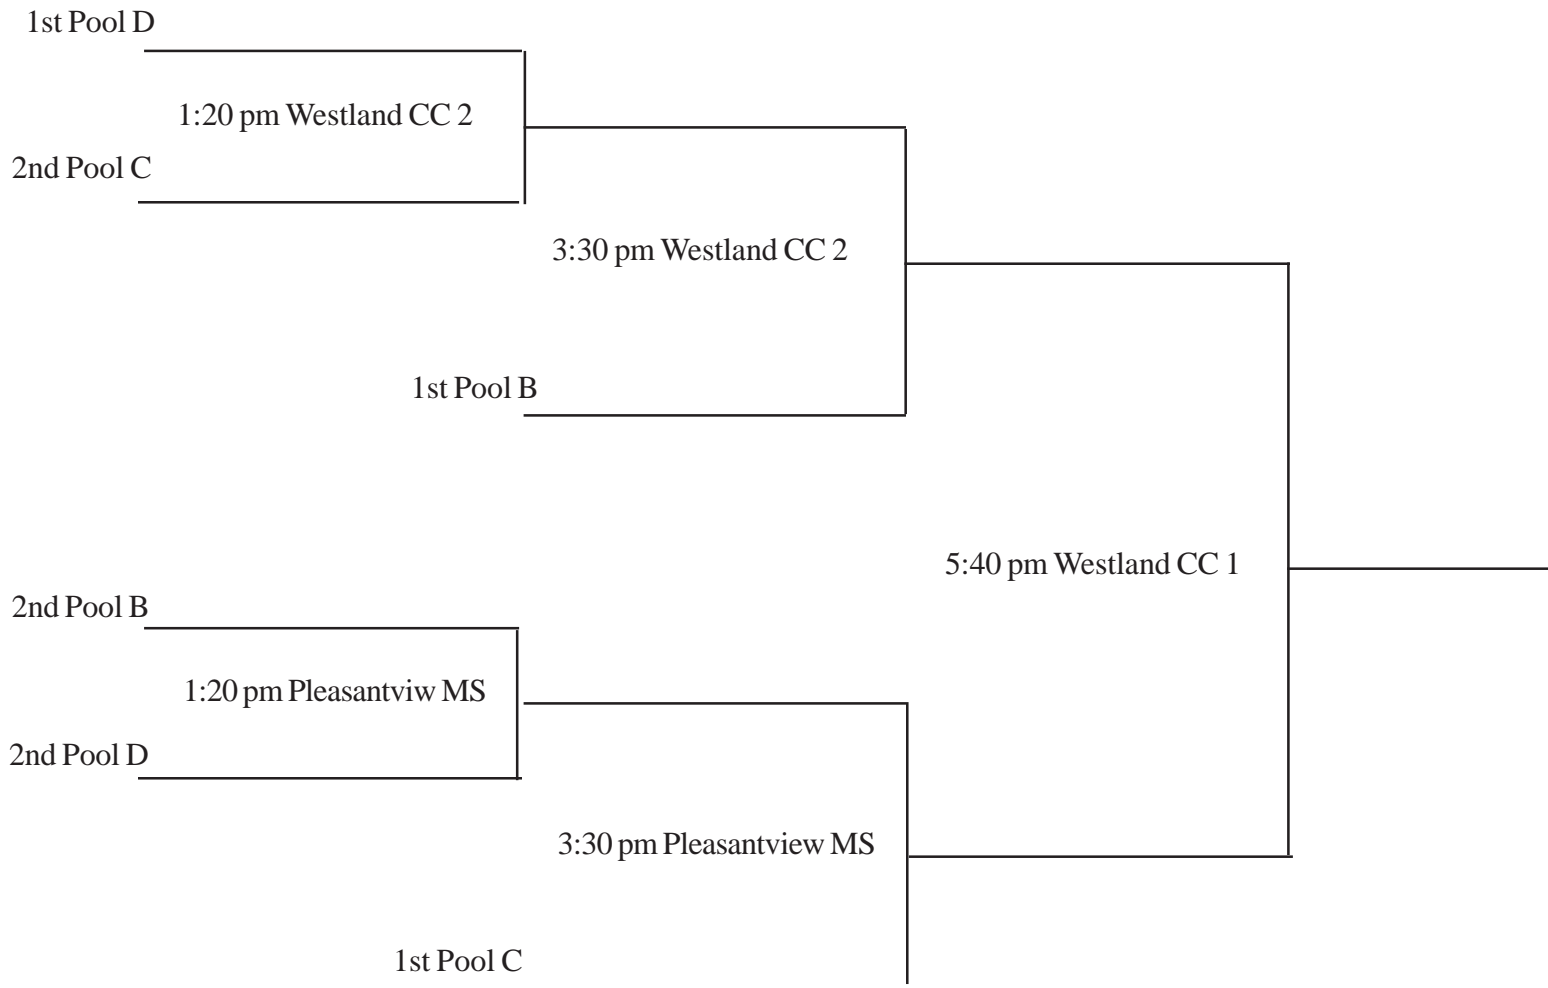 1st Pool D
1:20 pm Westland CC 2
2nd Pool C
3:30 pm Westland CC 2
1st Pool B
5:40 pm Westland CC 1
2nd Pool B
1:20 pm Pleasantviw MS
2nd Pool D
3:30 pm Pleasantview MS
1st Pool C